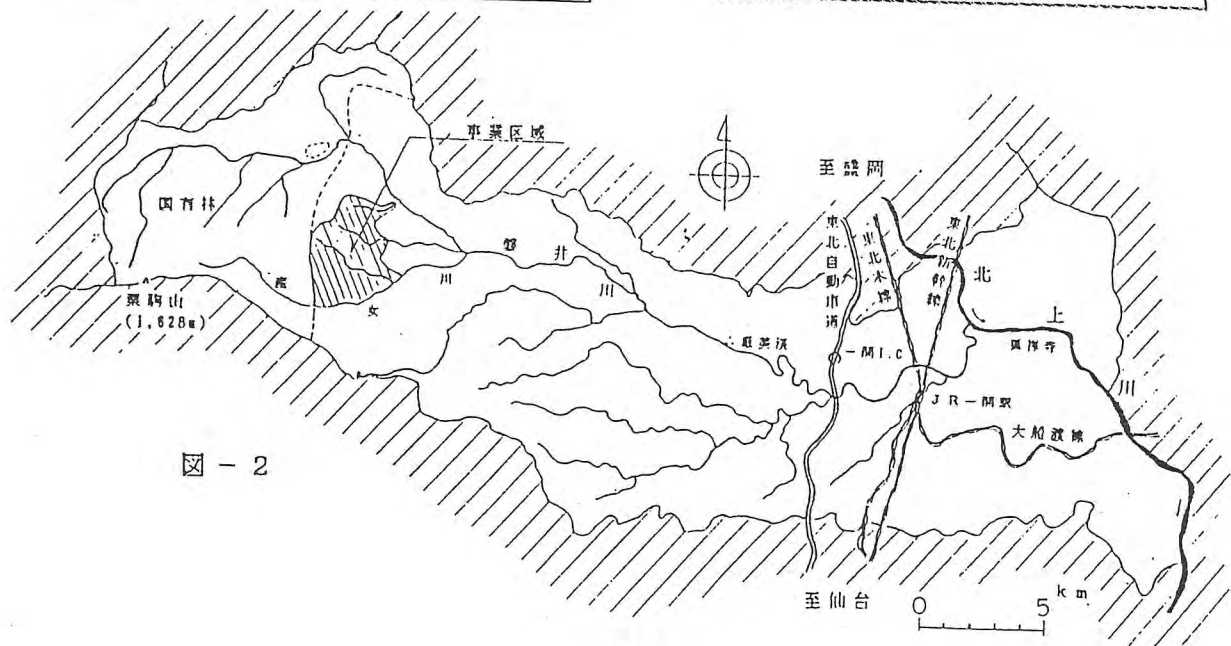 事業区域
至盛岡
国有林
磐井川
東北自動車道
東北本線
東北新幹線
北上川
栗駒山
(1,628m)
産女川
厳美渓
一関I.C
狐禅寺
JR一関駅
大船渡線
図-2
至仙台
0 5 km